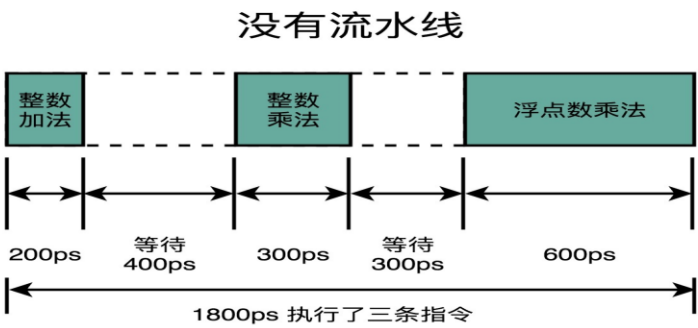 没有流水线
整数
加法
整数
乘法
浮点数乘法
200ps
等待
400ps
300ps
等待
300ps
600ps
1800ps 执行了三条指令